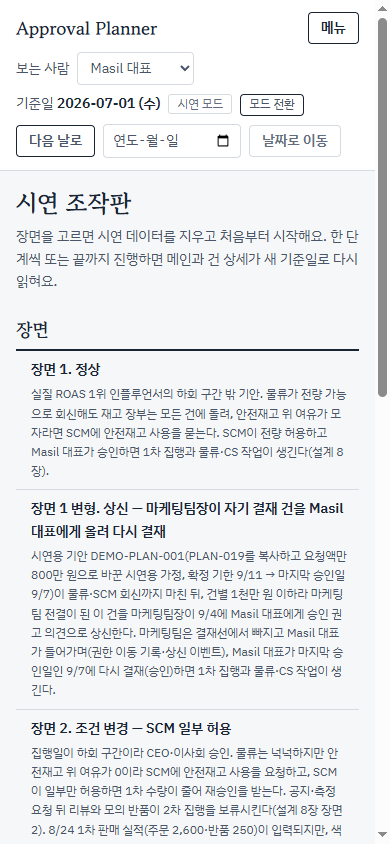 Approval Planner
메뉴
보는 사람
Masil 대표
기준일 2026-07-01 (수)
시연 모드
모드 전환
다음 날로
연도-월-일
날짜로 이동
시연 조작판
장면을 고르면 시연 데이터를 지우고 처음부터 시작해요. 한 단
계씩 또는 끝까지 진행하면 메인과 건 상세가 새 기준일로 다시
읽혀요.
장면
장면 1. 정상
실질 ROAS 1위 인플루언서의 하회 구간 밖 기안. 물류가 전량 가능
으로 회신해도 재고 장부는 모든 건에 돌려, 안전재고 위 여유가 모
자라면 SCM에 안전재고 사용을 묻는다. SCM이 전량 허용하고
Masil 대표가 승인하면 1차 집행과 물류·CS 작업이 생긴다(설계 8
장).
장면 1 변형. 상신 — 마케팅팀장이 자기 결재 건을 Masil
대표에게 올려 다시 결재
시연용 기안 DEMO-PLAN-001(PLAN-019를 복사하고 요청액만
800만 원으로 바꾼 시연용 가정, 확정 기한 9/11 → 마지막 승인일
9/7)이 물류·SCM 회신까지 마친 뒤, 건별 1천만 원 이하라 마케팅
팀 전결이 된 이 건을 마케팅팀장이 9/4에 Masil 대표에게 승인 권
고 의견으로 상신한다. 마케팅팀은 결재선에서 빠지고 Masil 대표
가 들어가며(권한 이동 기록·상신 이벤트), Masil 대표가 마지막 승
인일인 9/7에 다시 결재(승인)하면 1차 집행과 물류·CS 작업이 생
긴다.
장면 2. 조건 변경 — SCM 일부 허용
집행일이 하회 구간이라 CEO·이사회 승인. 물류는 넉넉하지만 안
전재고 위 여유가 0이라 SCM에 안전재고 사용을 요청하고, SCM
이 일부만 허용하면 1차 수량이 줄어 재승인을 받는다. 공지·측정
요청 뒤 리뷰와 모의 반품이 2차 집행을 보류시킨다(설계 8장 장면
2). 8/24 1차 판매 실적(주문 2,600·반품 250)이 입력되지만, 색